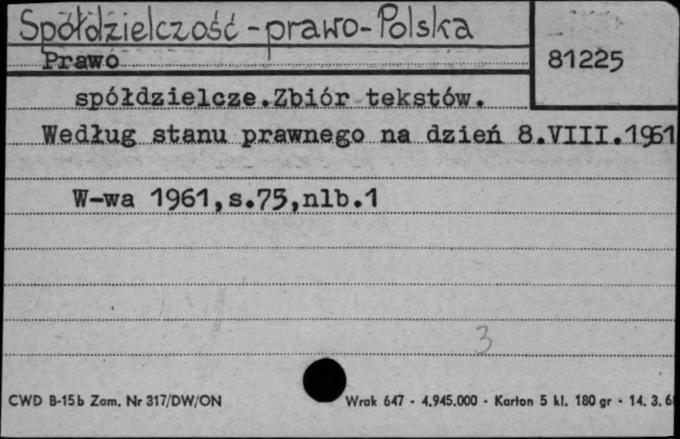 Spółdzielczość - prawo - Polska
81225
Prawo
spółdzielcze.Zbiór tekstów.
Według stanu prawnego na dzień 8.VIII.1961
W-wa 1961,s.75,nlb.1
3
CWD B-15b Zam. Nr 317/DW/ON
Wrak 647 - 4.945.000 - Karton 5 kl. 180 gr - 14. 3. 6